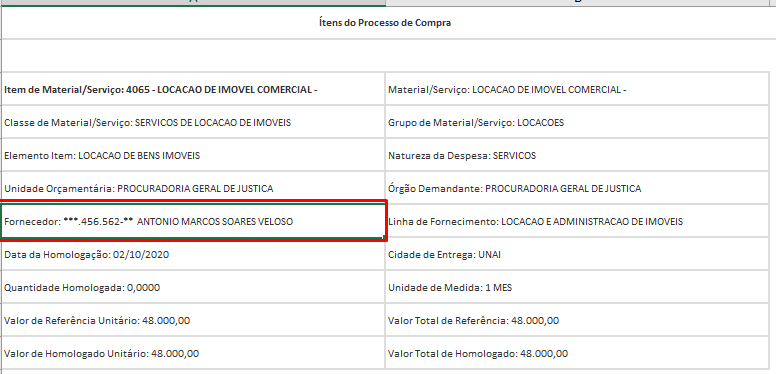 Ítens do Processo de Compra
Item de Material/Serviço: 4065 - LOCACAO DE IMOVEL COMERCIAL -
Material/Serviço: LOCACAO DE IMOVEL COMERCIAL -
Classe de Material/Serviço: SERVICOS DE LOCACAO DE IMOVEIS
Grupo de Material/Serviço: LOCACOES
Elemento Item: LOCACAO DE BENS IMOVEIS
Natureza da Despesa: SERVICOS
Unidade Orçamentária: PROCURADORIA GERAL DE JUSTICA
Órgão Demandante: PROCURADORIA GERAL DE JUSTICA
Fornecedor: ***.456.562-** ANTONIO MARCOS SOARES VELOSO
Linha de Fornecimento: LOCACAO E ADMINISTRACAO DE IMOVEIS
Data da Homologação: 02/10/2020
Cidade de Entrega: UNAI
Quantidade Homologada: 0,0000
Unidade de Medida: 1 MES
Valor de Referência Unitário: 48.000,00
Valor Total de Referência: 48.000,00
Valor de Homologado Unitário: 48.000,00
Valor Total de Homologado: 48.000,00